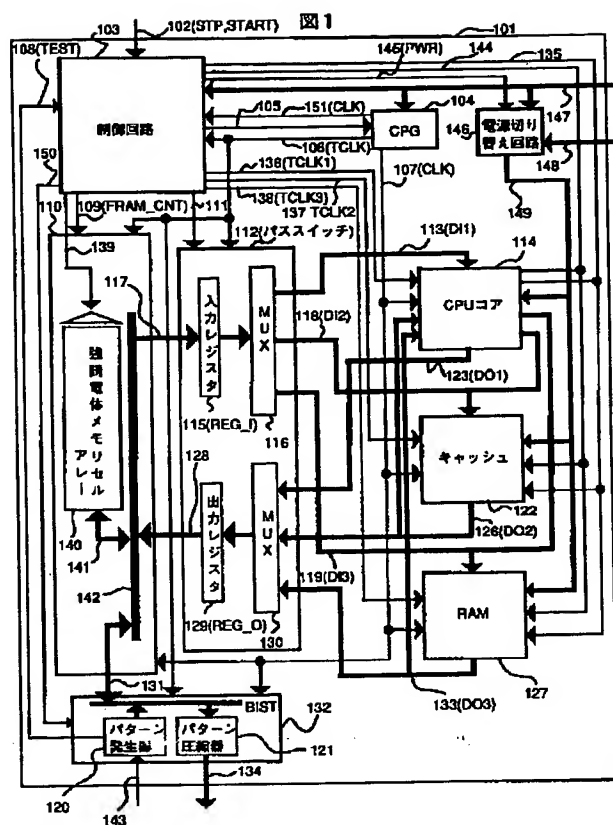 図1
102(STP,START)
103
101
108(TEST)
145(PWR)
144
135
制御回路
105
151(CLK)
104
106(TCLK)
CPG
146
電源切り替え回路
147
148
136(TCLK1)
107(CLK)
150
138(TCLK3)
137 TCLK2
149
109(FRAM_CNT)
111
110
139
112(パススイッチ)
113(DI1)
114
117
入力レジスタ
MUX
118(DI2)
CPUコア
強誘電体メモリセルアレー
115(REG_I)
116
123(DO1)
128
キャッシュ
122
出力レジスタ
MUX
126(DO2)
140
141
119(DI3)
142
129(REG_O)
130
RAM
127
131
133(DO3)
BIST
132
パターン発生器
パターン圧縮器
121
120
134
143